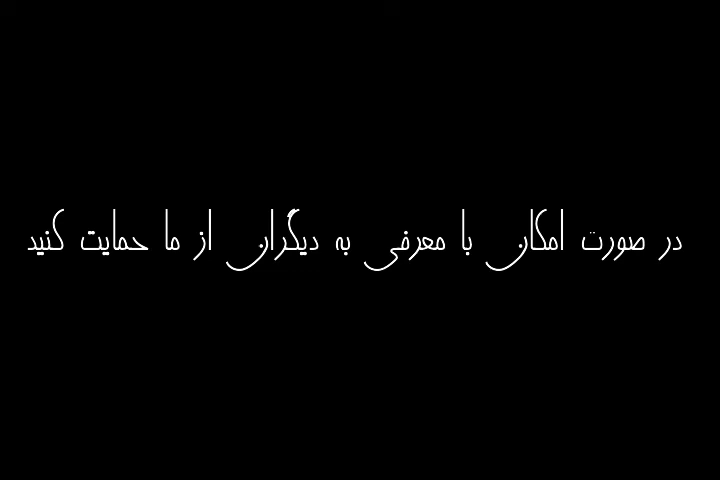 در صورت امکان با معرفی به دیگران از ما حمایت کنید